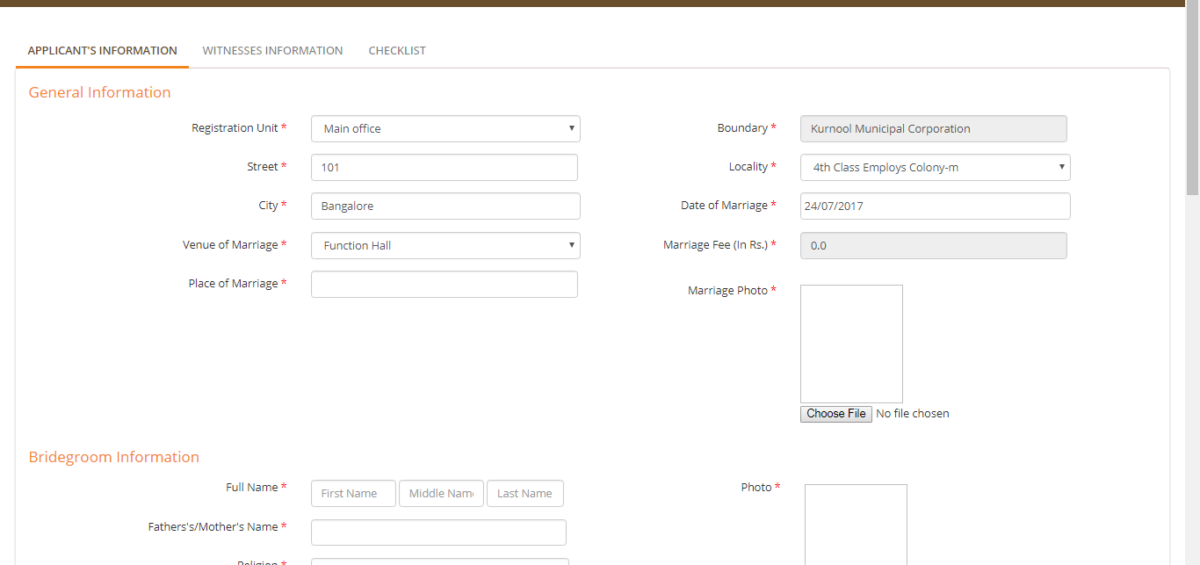 APPLICANT'S INFORMATION WITNESSES INFORMATION CHECKLIST
General Information
Registration Unit * Main office Boundary * Kurnool Municipal Corporation
Street * 101 Locality * 4th Class Employs Colony-m
City * Bangalore Date of Marriage * 24/07/2017
Venue of Marriage * Function Hall Marriage Fee (In Rs.) * 0.0
Place of Marriage * Marriage Photo *
Choose File No file chosen
Bridegroom Information
Full Name * First Name Middle Nam Last Name Photo *
Fathers's/Mother's Name *
Religion *